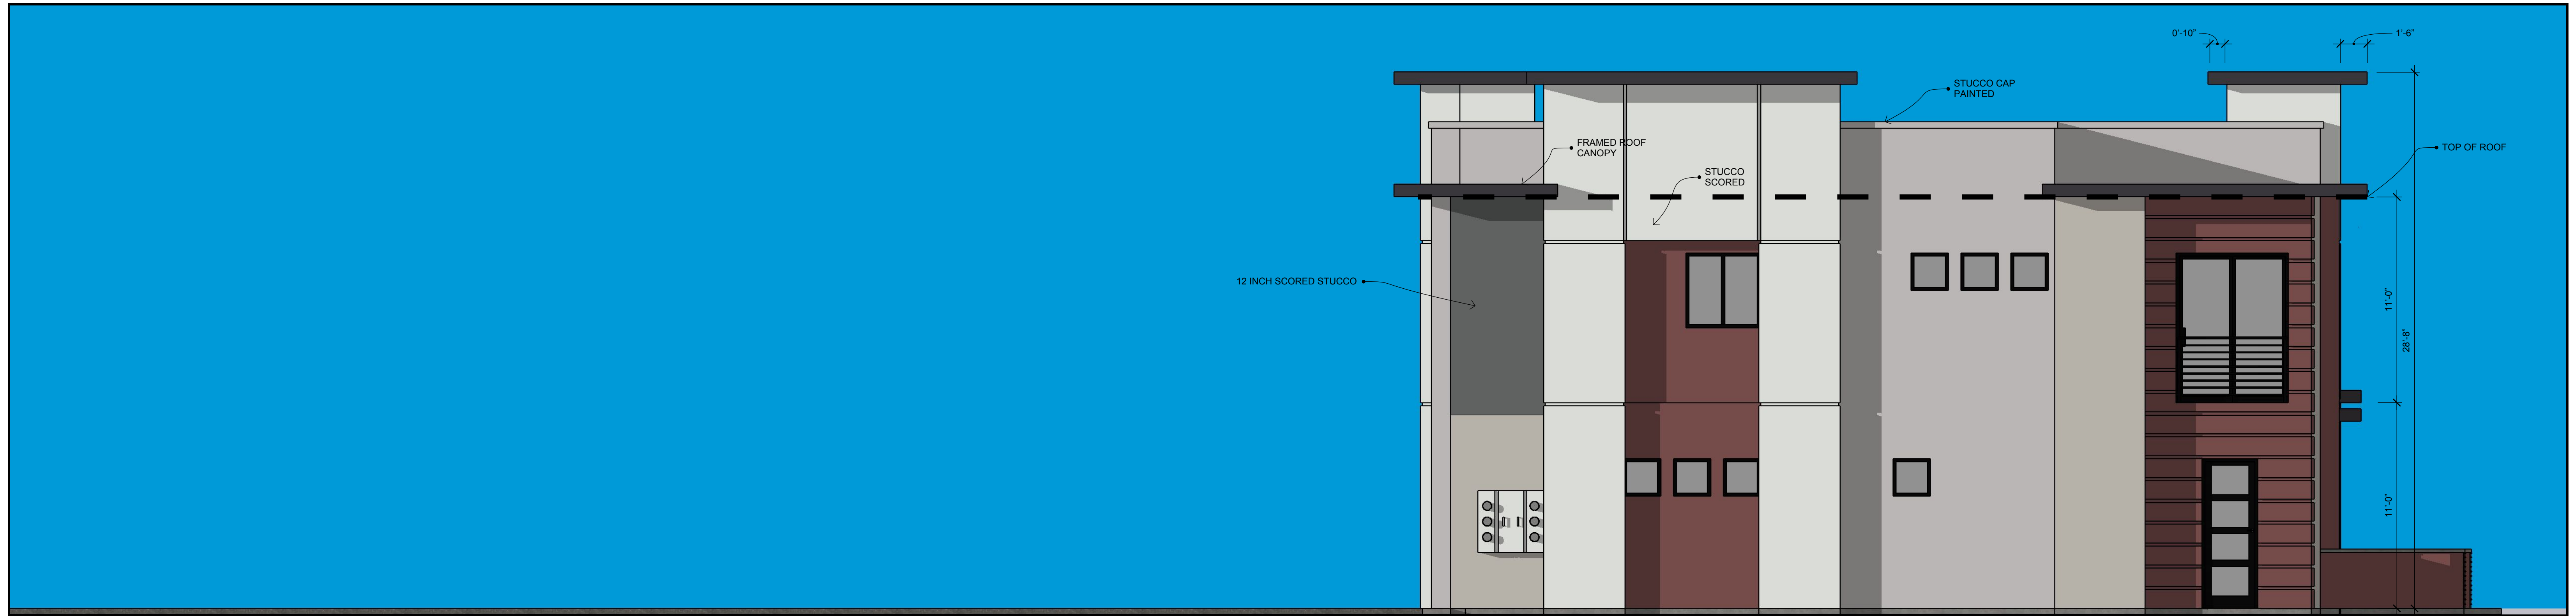 0'-10"
1'-6"
STUCCO CAP
PAINTED
FRAMED ROOF
CANOPY
TOP OF ROOF
STUCCO
SCORED
12 INCH SCORED STUCCO
11'-0"
28'-8"
11'-0"